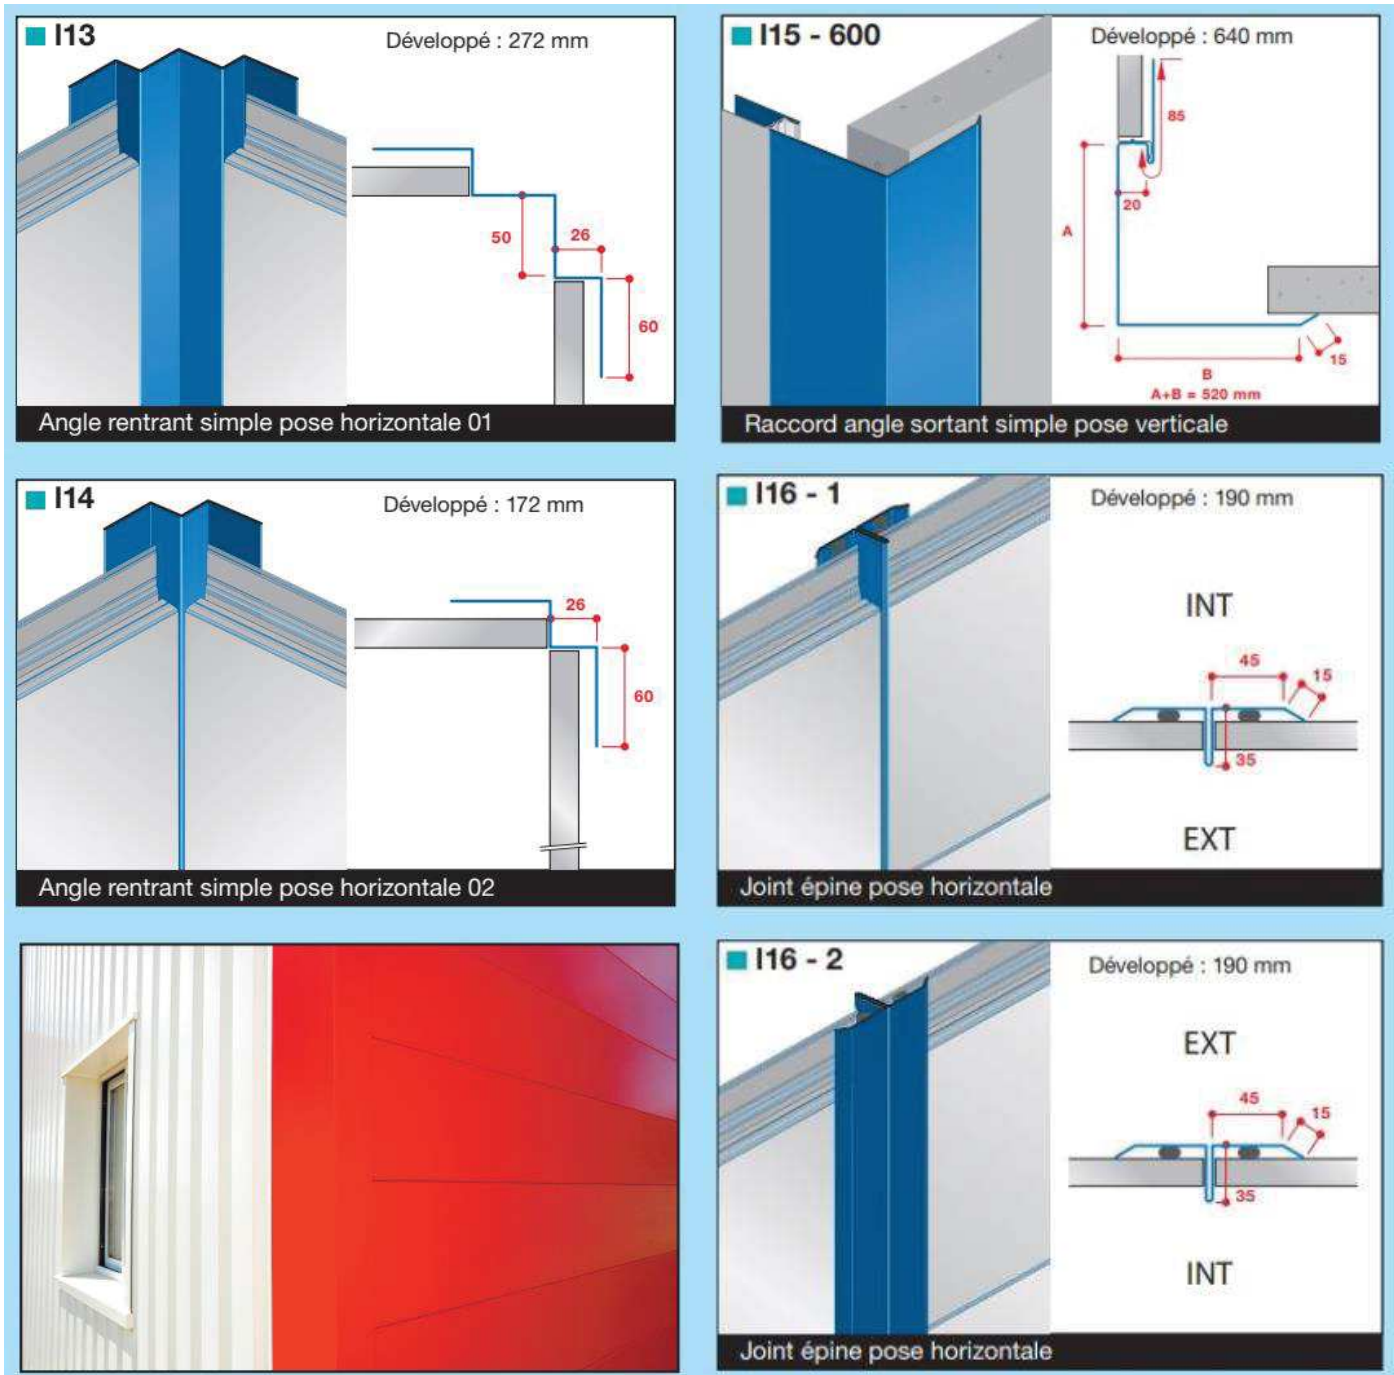 I13
Développé : 272 mm
50
26
60
Angle rentrant simple pose horizontale 01
I15 - 600
Développé : 640 mm
85
20
A
B
15
A+B = 520 mm
Raccord angle sortant simple pose verticale
I14
Développé : 172 mm
26
60
Angle rentrant simple pose horizontale 02
I16 - 1
Développé : 190 mm
INT
45
15
35
EXT
Joint épine pose horizontale
I16 - 2
Développé : 190 mm
EXT
45
15
35
INT
Joint épine pose horizontale